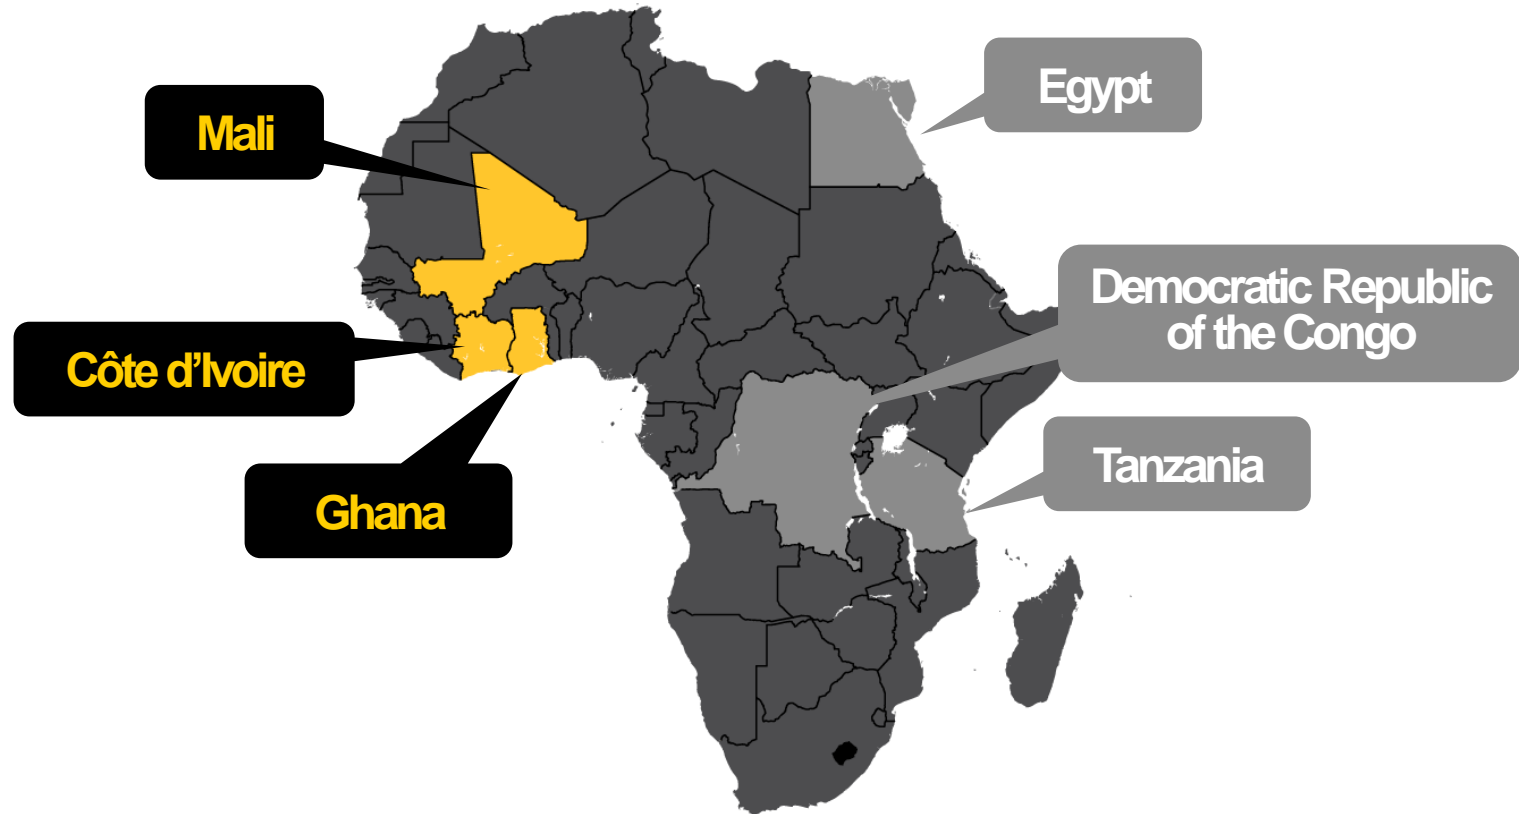 Egypt
Mali
Democratic Republic
of the Congo
Côte d’Ivoire
Tanzania
Ghana